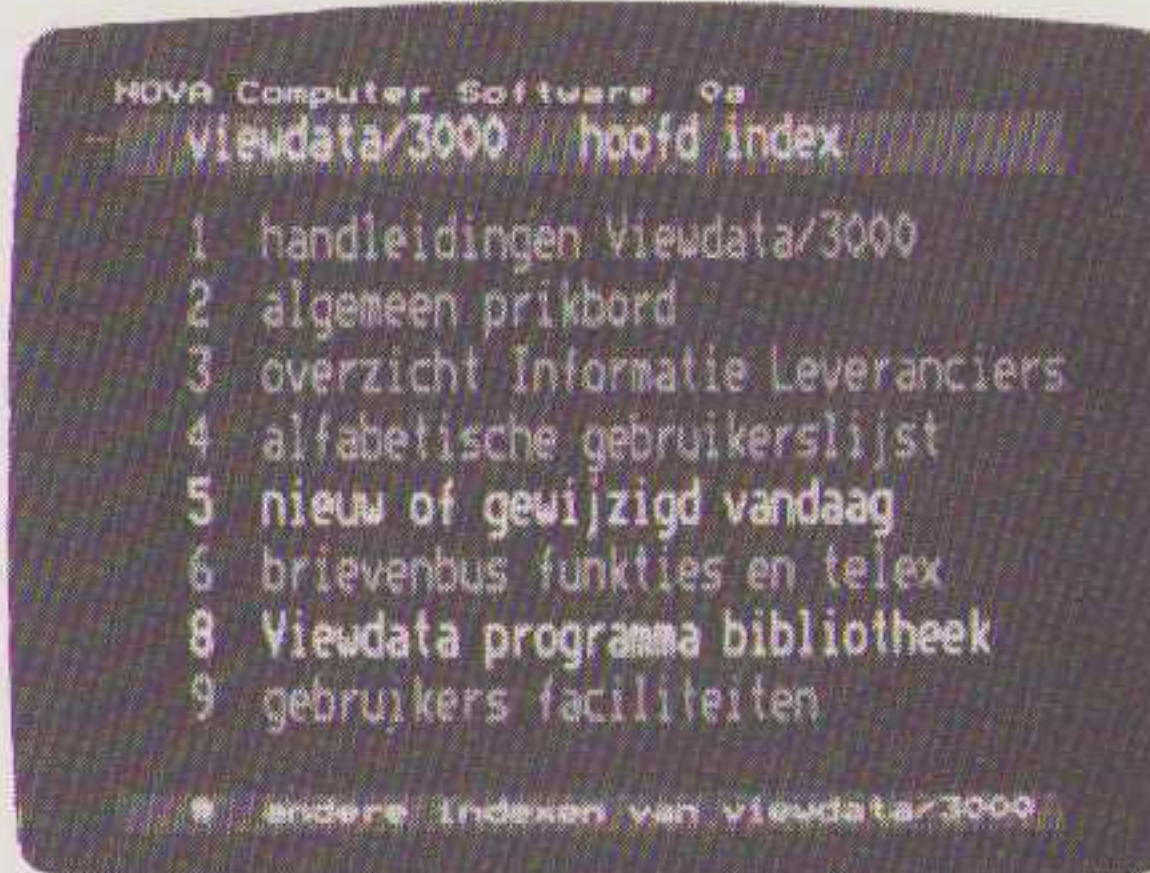 NOVA Computer Software 0a
viewdata/3000 hoofd index
1 handleidingen Viewdata/3000
2 algemeen prikbord
3 overzicht Informatie Leveranciers
4 alfabetische gebruikerslijst
5 nieuw of gewijzigd vandaag
6 brievenbus funkties en telex
8 Viewdata programma bibliotheek
9 gebruikers faciliteiten
andere indexen van viewdata/3000